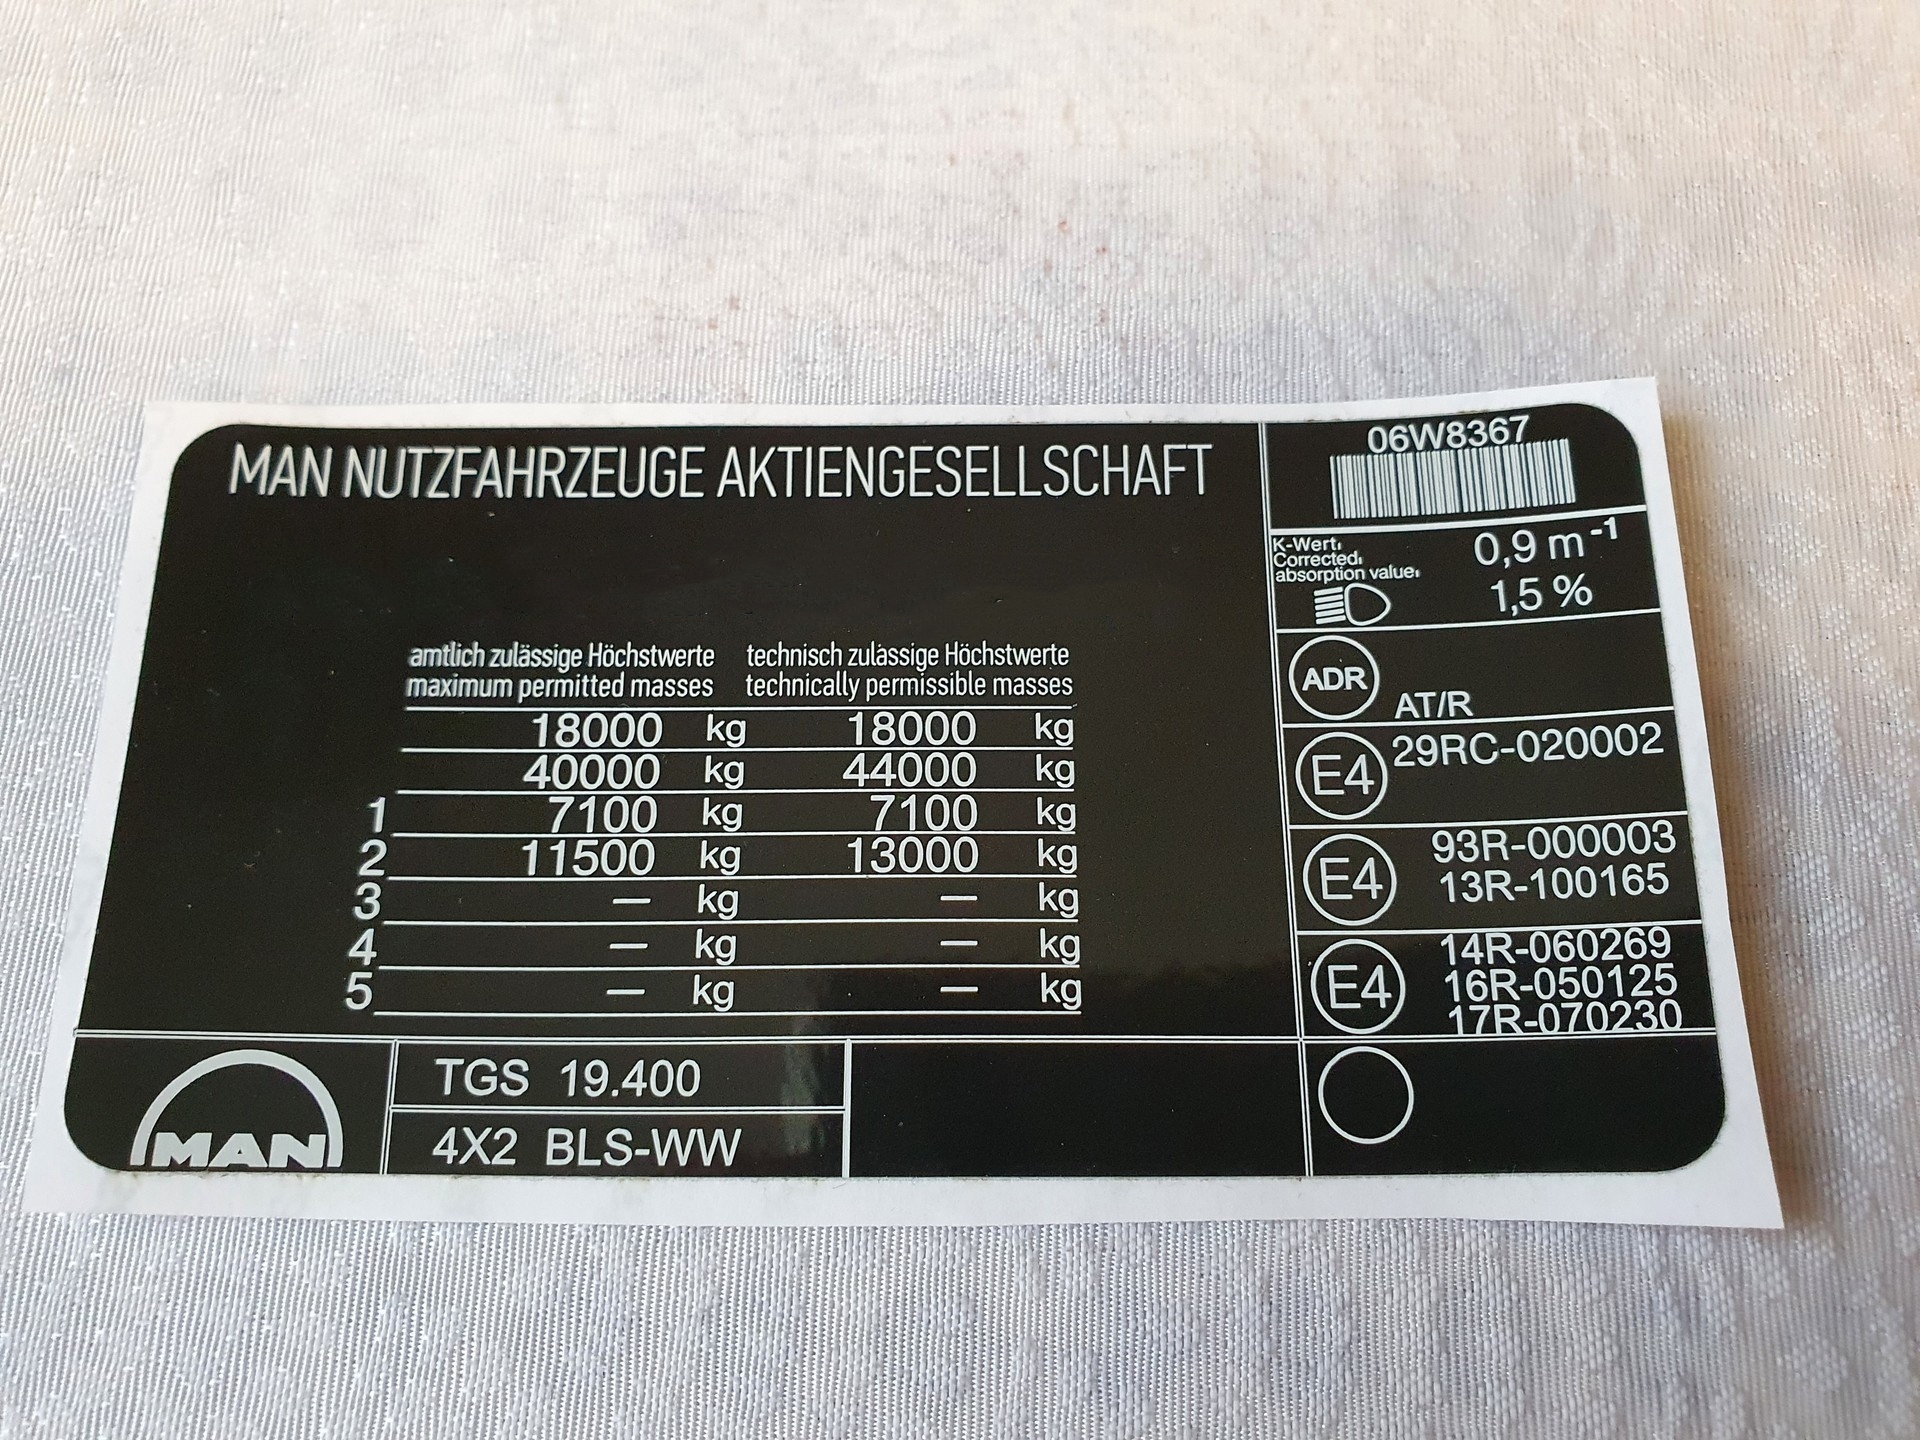 MAN NUTZFAHRZEUGE AKTIENGESELLSCHAFT
amtlich zulässige Höchstwerte technisch zulässige Höchstwerte
maximum permitted masses technically permissible masses
18000 kg 18000 kg
40000 kg 44000 kg
1 7100 kg 7100 kg
2 11500 kg 13000 kg
3 — kg — kg
4 — kg — kg
5 — kg — kg
MAN
TGS 19.400
4X2 BLS-WW
06W8367
K-Wert:
Corrected:
absorption value:
0,9 m⁻¹
1,5 %
ADR AT/R
E4 29RC-020002
E4 93R-000003
13R-100165
E4 14R-060269
16R-050125
17R-070230